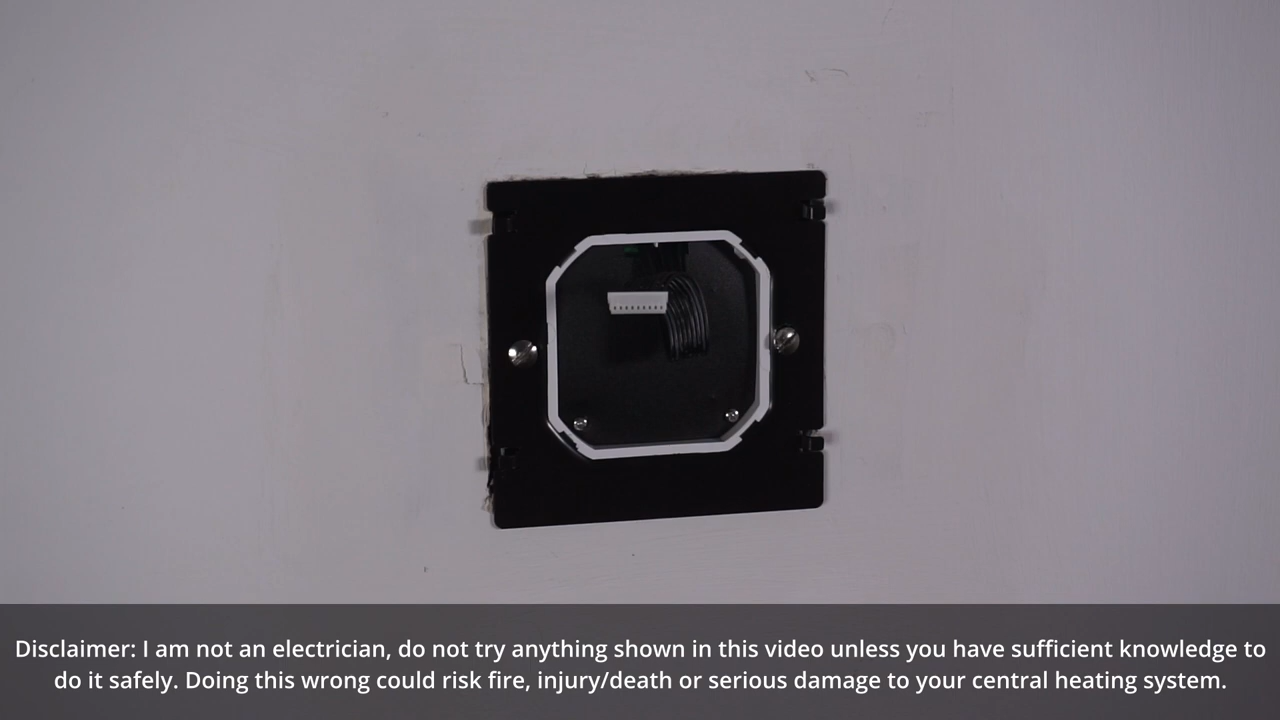 Disclaimer: I am not an electrician, do not try anything shown in this video unless you have sufficient knowledge to
do it safely. Doing this wrong could risk fire, injury/death or serious damage to your central heating system.